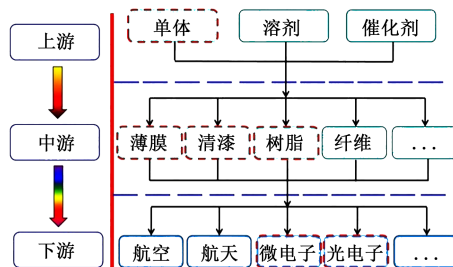 上游
单体
溶剂
催化剂
中游
薄膜
清漆
树脂
纤维
...
下游
航空
航天
微电子
光电子
...